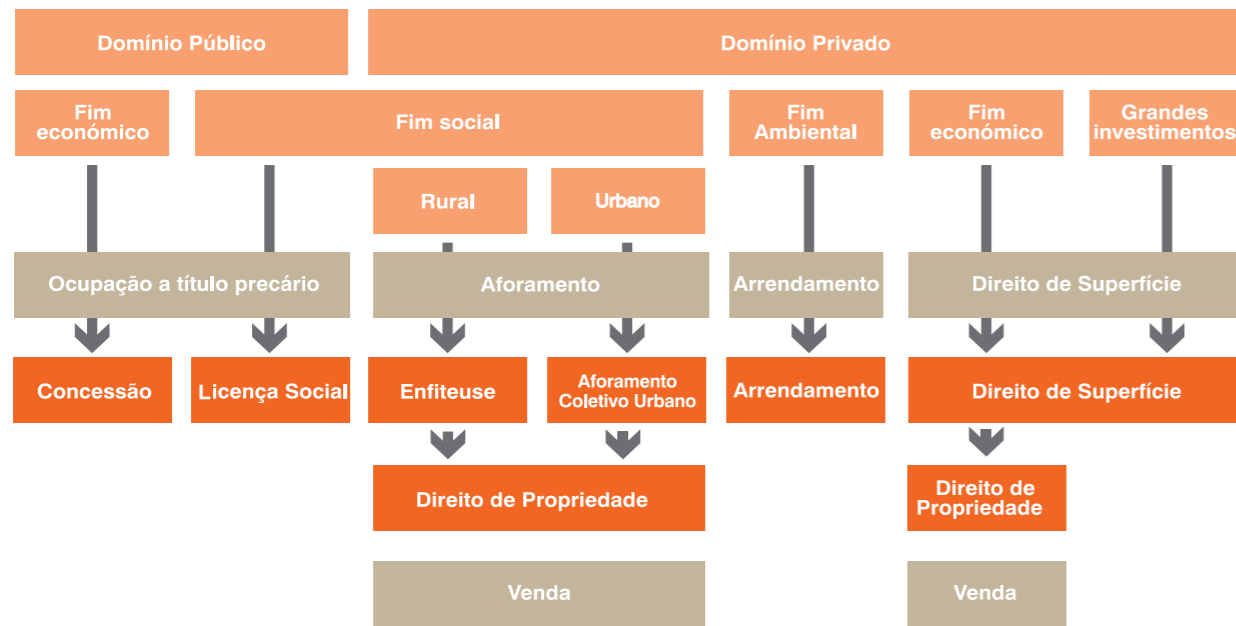 Domínio Público
Domínio Privado
Fim
económico
Fim social
Fim
Ambiental
Fim
económico
Grandes
investimentos
Rural
Urbano
Ocupação a título precário
Aforamento
Arrendamento
Direito de Superfície
Concessão
Licença Social
Enfiteuse
Aforamento
Coletivo Urbano
Arrendamento
Direito de Superfície
Direito de Propriedade
Direito de
Propriedade
Venda
Venda